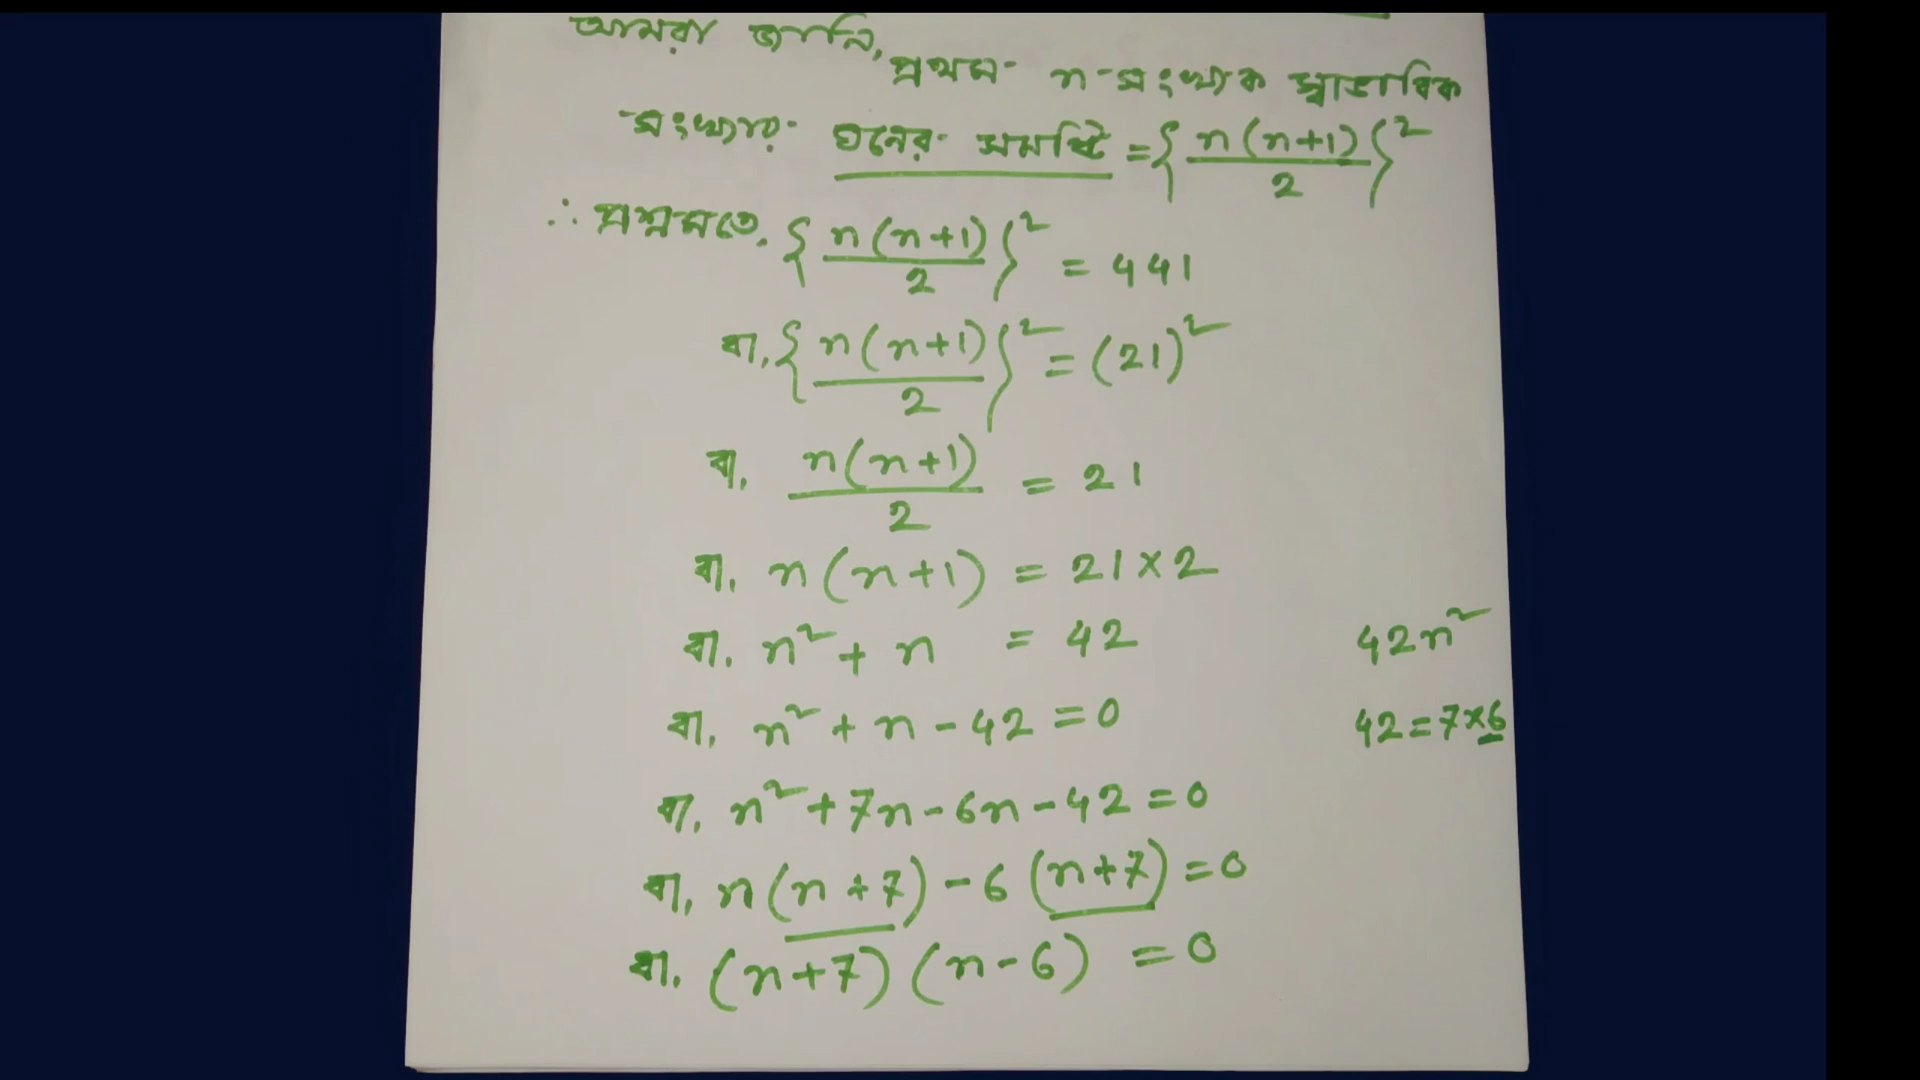 আমরা জানি,
প্রথম n-সংখ্যক স্বাভাবিক
সংখ্যার ঘনের সমষ্টি = {n(n+1)/2}²
∴ প্রশ্নমতে, {n(n+1)/2}² = 441
বা, {n(n+1)/2}² = (21)²
বা, n(n+1)/2 = 21
বা, n(n+1) = 21×2
বা, n² + n = 42
42n²
বা, n² + n - 42 = 0
42 = 7×6
বা, n² + 7n - 6n - 42 = 0
বা, n(n+7) - 6(n+7) = 0
বা, (n+7)(n-6) = 0